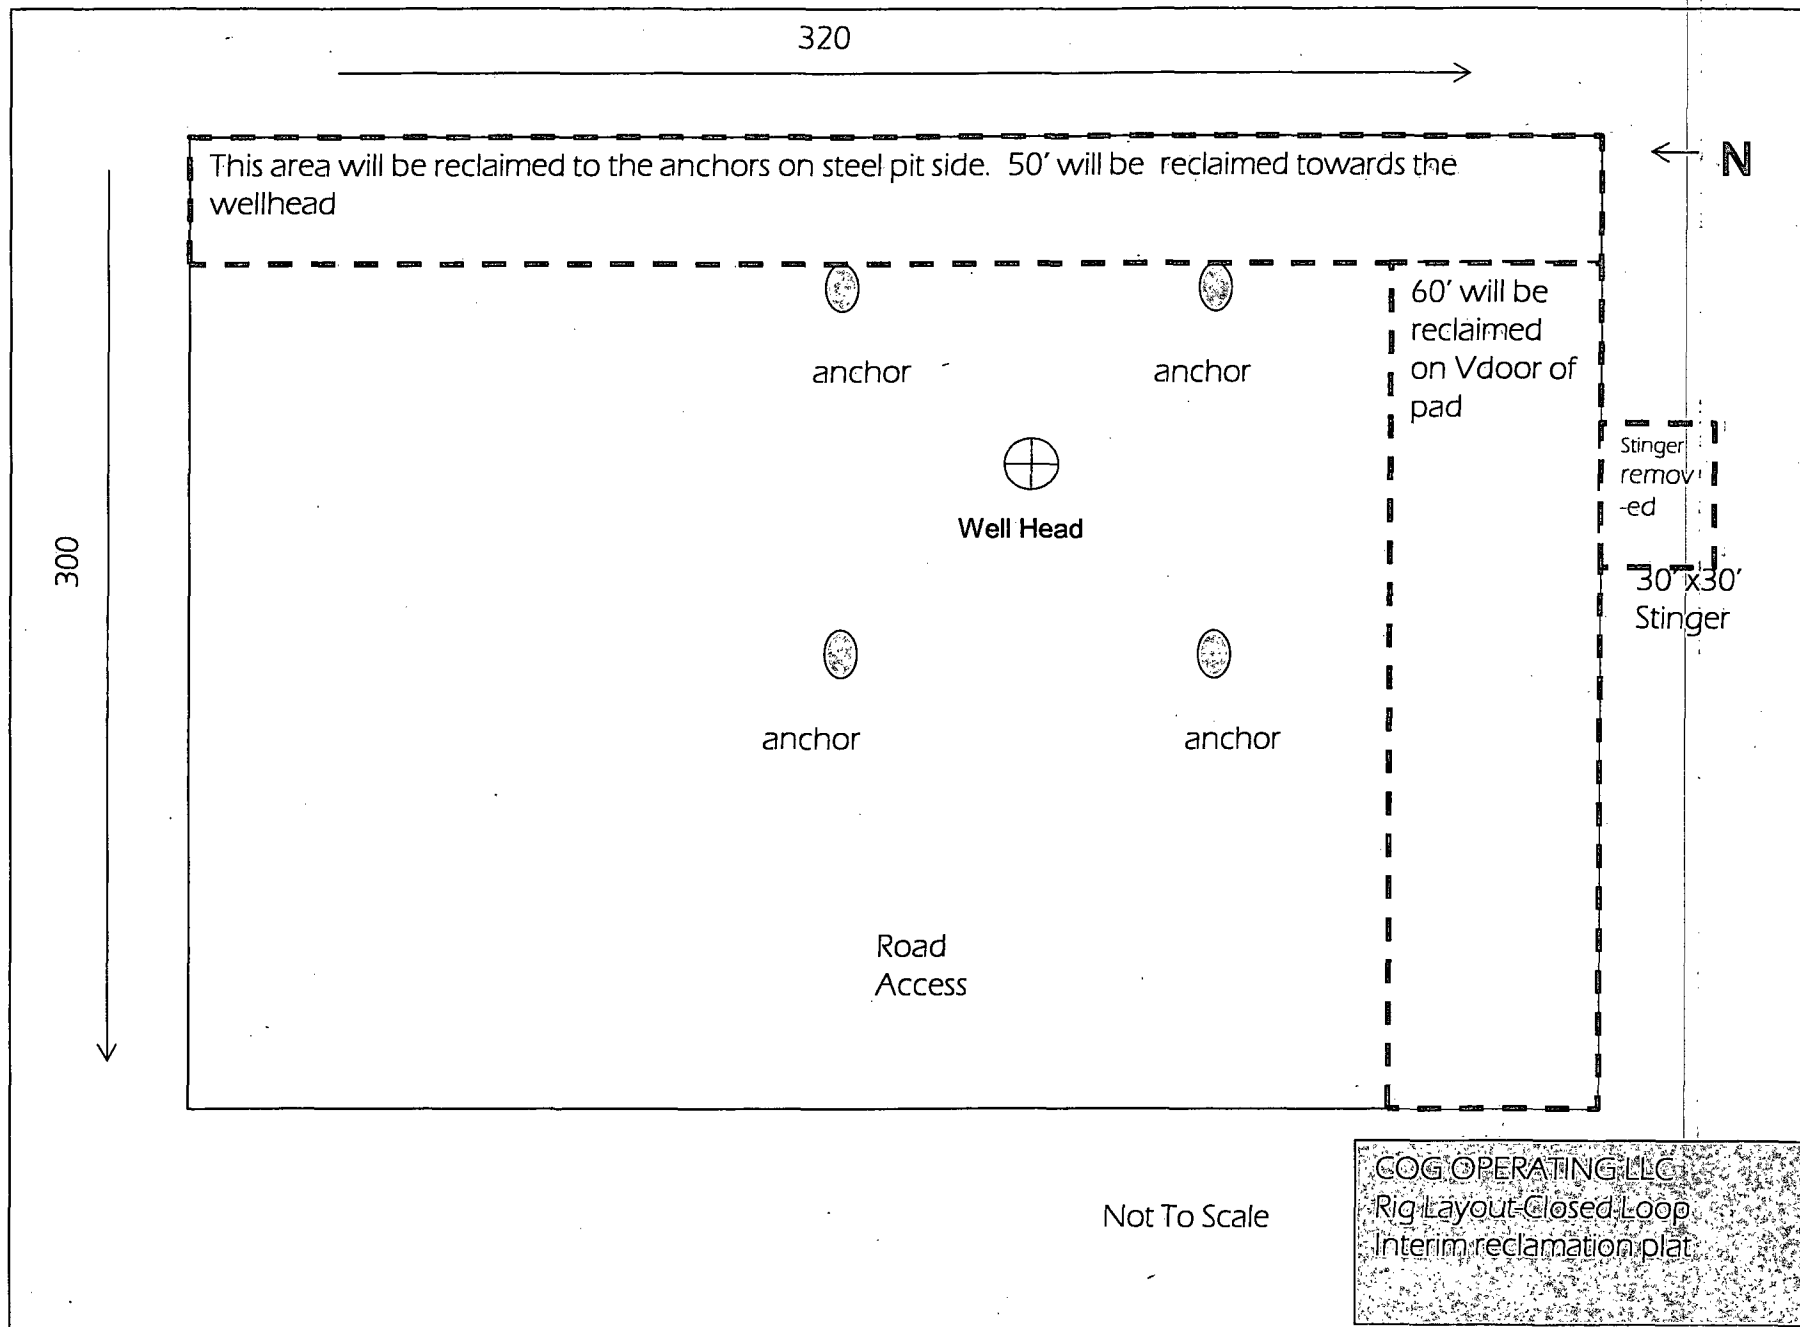 320
N
This area will be reclaimed to the anchors on steel pit side. 50' will be reclaimed towards the
wellhead
60' will be
reclaimed
on Vdoor of
pad
anchor
anchor
Stinger
remov
-ed
Well Head
300
30' x30'
Stinger
anchor
anchor
Road
Access
Not To Scale
COG OPERATING LLC
Rig Layout-Closed Loop
Interim reclamation plat